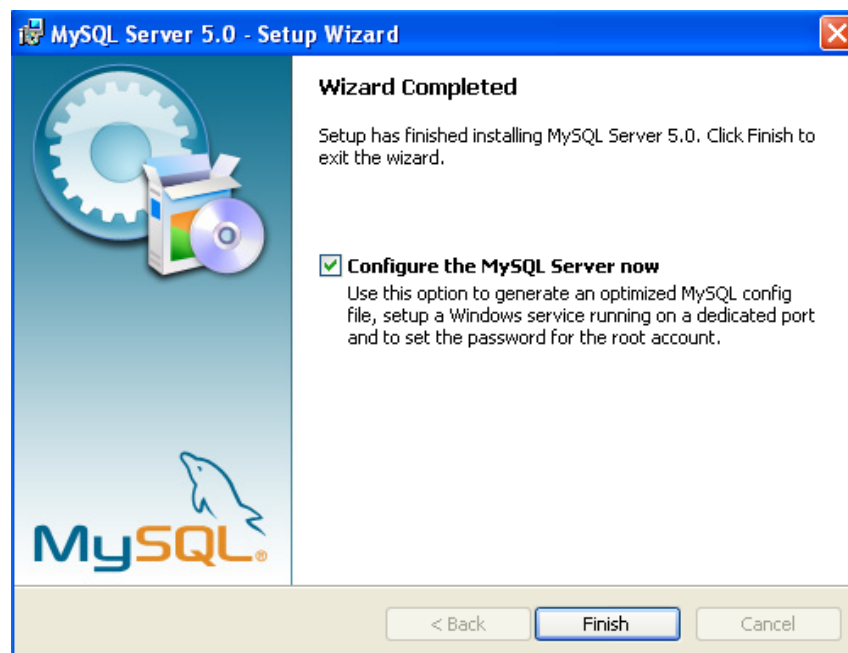 MySQL Server 5.0 - Setup Wizard
Wizard Completed
Setup has finished installing MySQL Server 5.0. Click Finish to
exit the wizard.
Configure the MySQL Server now
Use this option to generate an optimized MySQL config
file, setup a Windows service running on a dedicated port
and to set the password for the root account.
MySQL®
< Back
Finish
Cancel